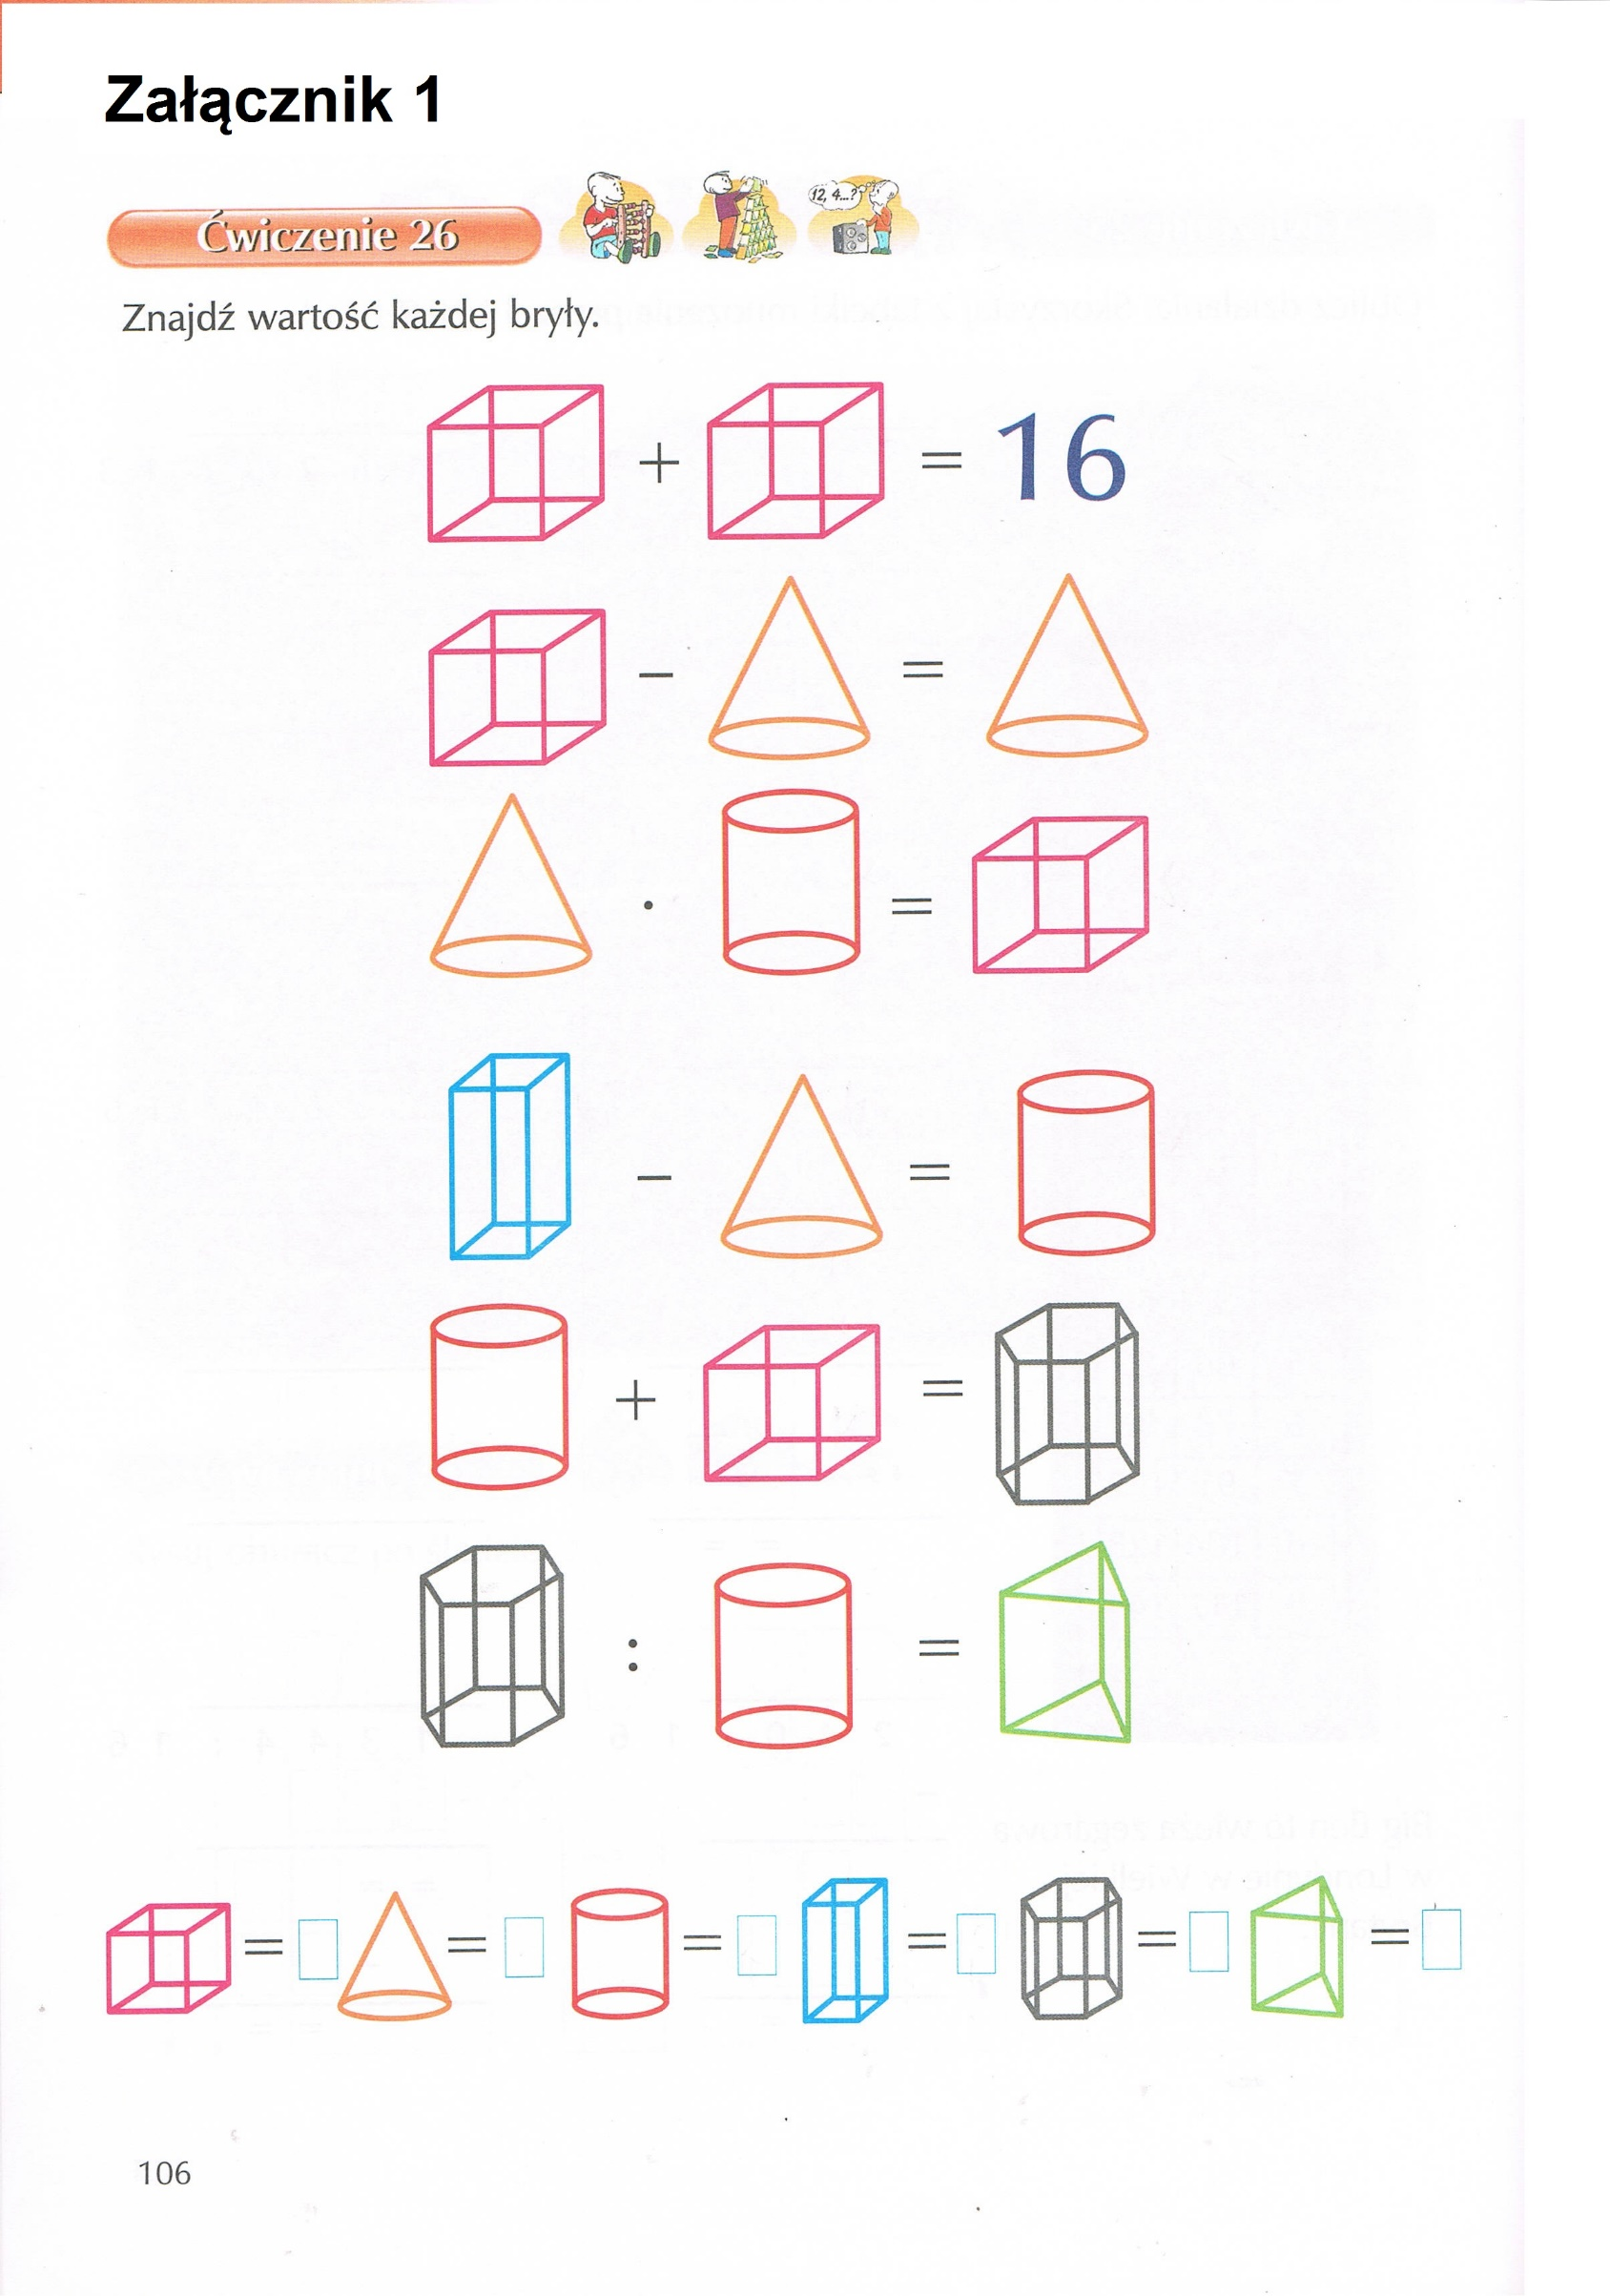 Załącznik 1
Ćwiczenie 26
12, 4...?
Znajdź wartość każdej bryły.
+ = 16
- =
· =
- =
+ =
: =
= = = = = =
106